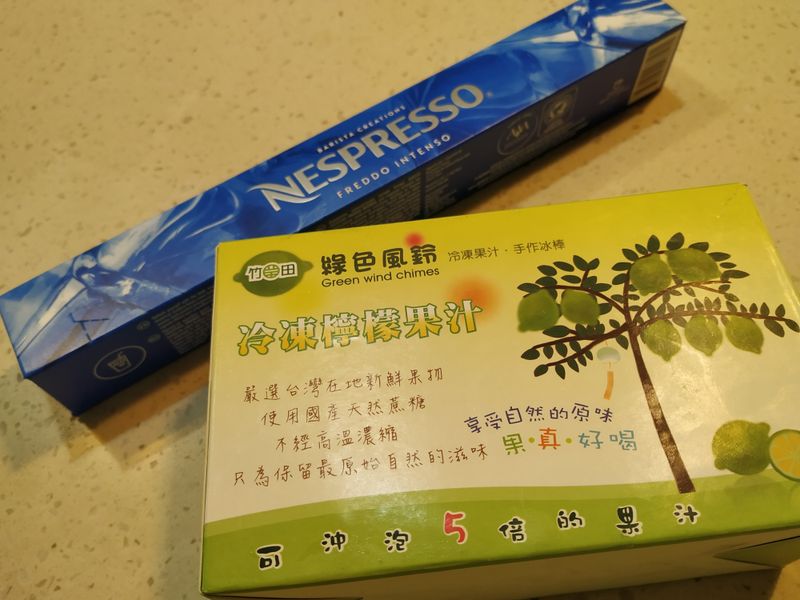 BARISTA CREATIONS
NESPRESSO
FREDDO INTENSO
竹 田
綠色風鈴
Green wind chimes
冷凍果汁．手作冰棒
冷凍檸檬果汁
嚴選台灣在地新鮮果物
使用國產天然蔗糖
不經高溫濃縮
只為保留最原始自然的滋味
享受自然的原味
果·真·好喝
可沖泡5倍的果汁